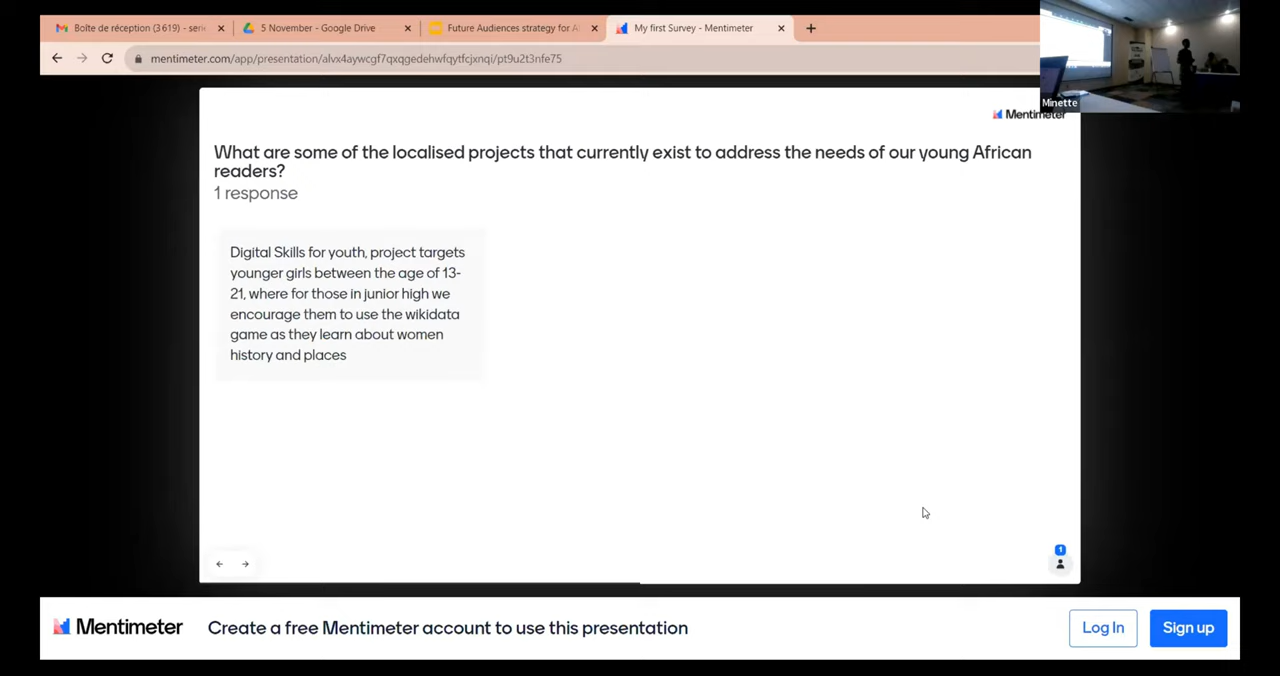 Boîte de réception (3 619) - seri
5 November - Google Drive
Future Audiences strategy for A
My first Survey - Mentimeter
mentimeter.com/app/presentation/alvx4aywcgf7qxqgedehwfqytfcjxnqi/pt9u2t3nfe75
Minette
Mentimeter
What are some of the localised projects that currently exist to address the needs of our young African
readers?
1 response
Digital Skills for youth, project targets
younger girls between the age of 13-
21, where for those in junior high we
encourage them to use the wikidata
game as they learn about women
history and places
1
Mentimeter
Create a free Mentimeter account to use this presentation
Log In
Sign up